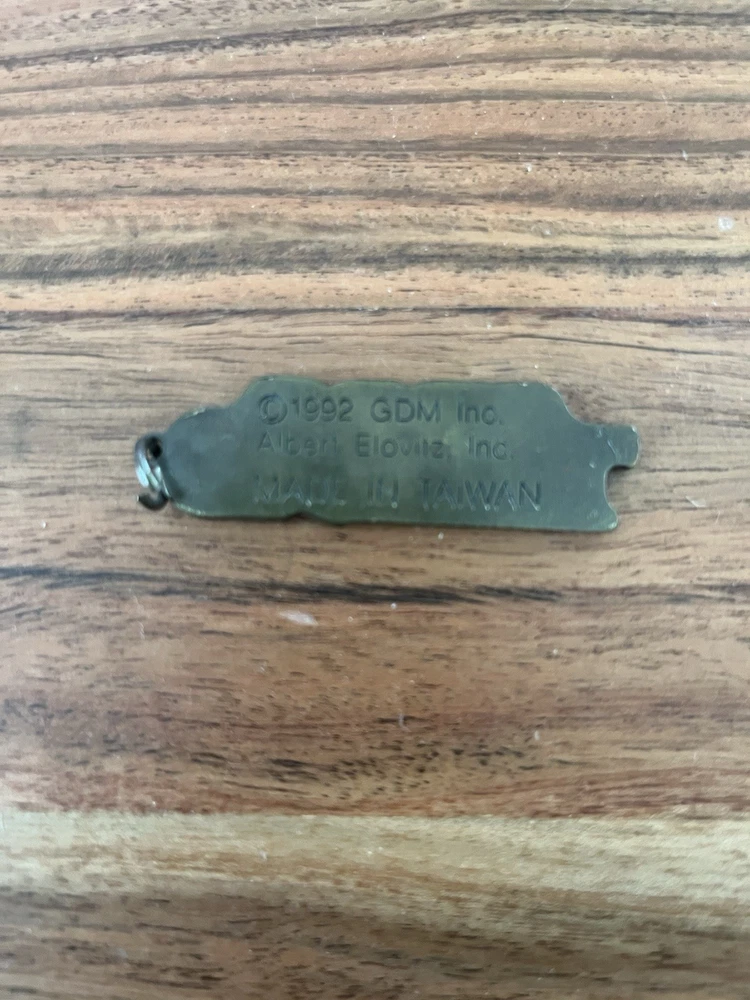 ©1992 GDM Inc.
Albert Elovitz, Inc.
MADE IN TAIWAN